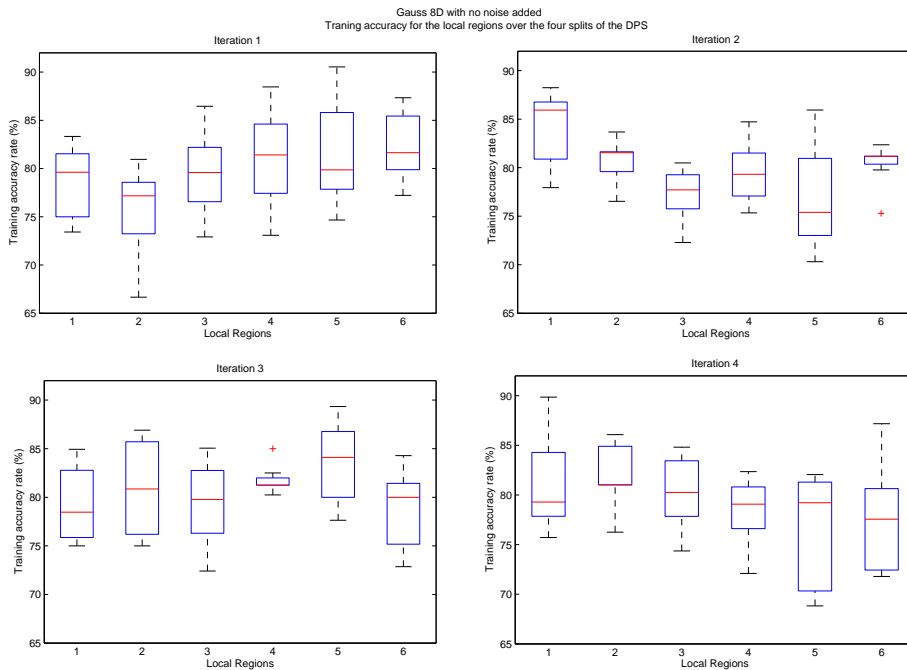 Gauss 8D with no noise added
Traning accuracy for the local regions over the four splits of the DPS
Iteration 1
90
85
80
75
70
65
Training accuracy rate (%)
1 2 3 4 5 6
Local Regions
Iteration 2
90
85
80
75
70
65
Training accuracy rate (%)
1 2 3 4 5 6
Local Regions
Iteration 3
90
85
80
75
70
65
Training accuracy rate (%)
1 2 3 4 5 6
Local Regions
Iteration 4
90
85
80
75
70
65
Training accuracy rate (%)
1 2 3 4 5 6
Local Regions